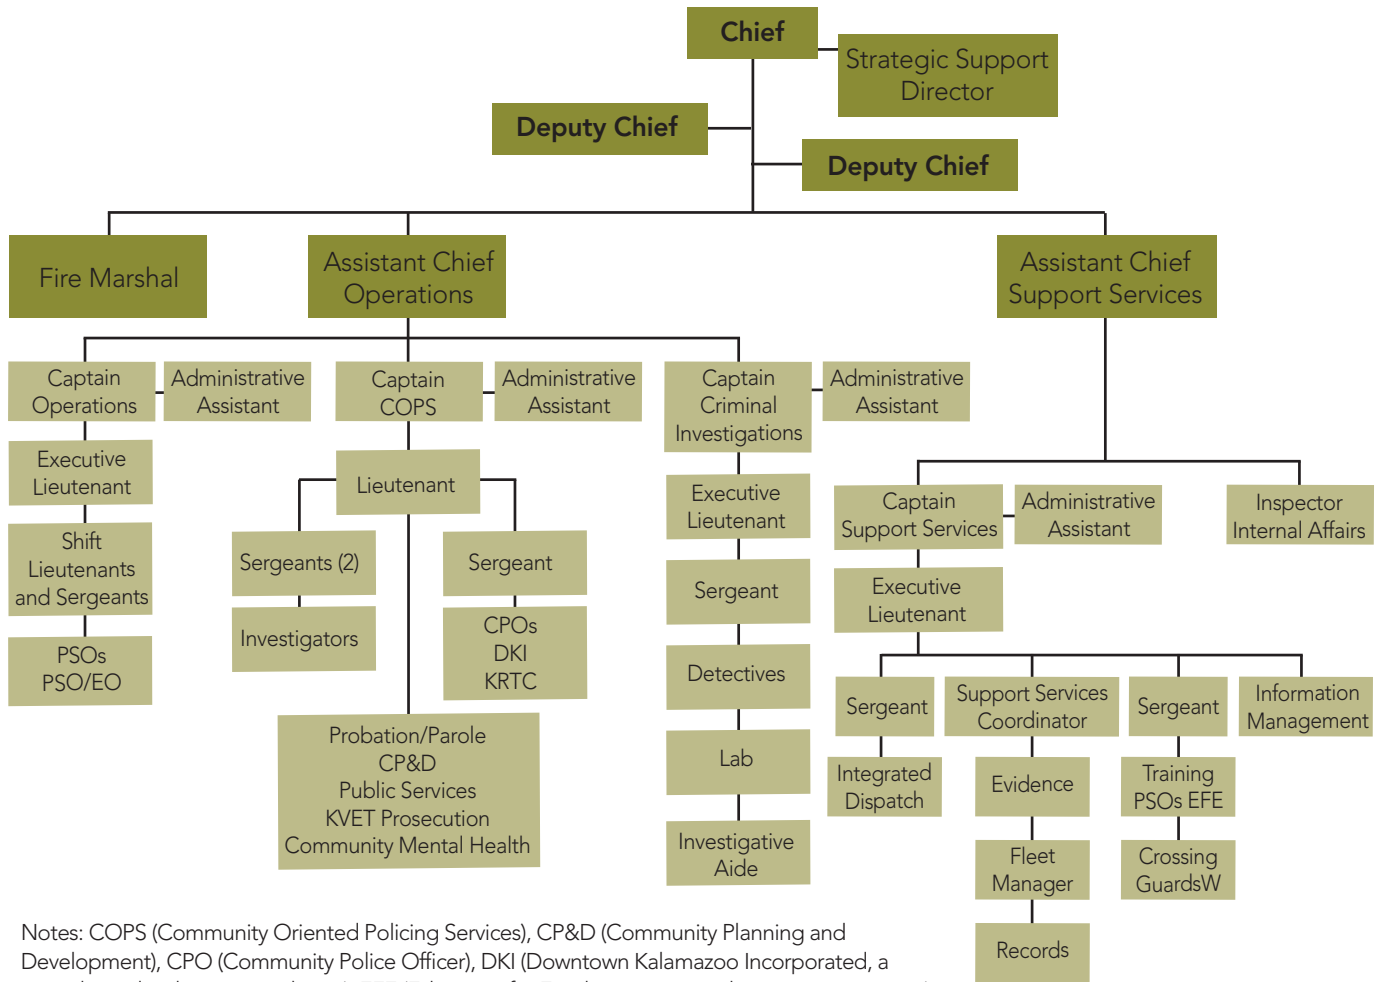 Chief
Strategic Support
Director
Deputy Chief
Deputy Chief
Fire Marshal
Assistant Chief
Operations
Assistant Chief
Support Services
Captain
Operations
Administrative
Assistant
Captain
COPS
Administrative
Assistant
Captain
Criminal
Investigations
Administrative
Assistant
Executive
Lieutenant
Shift
Lieutenants
and Sergeants
PSOs
PSO/EO
Lieutenant
Sergeants (2)
Investigators
Sergeant
CPOs
DKI
KRTC
Probation/Parole
CP&D
Public Services
KVET Prosecution
Community Mental Health
Executive
Lieutenant
Sergeant
Detectives
Lab
Investigative
Aide
Captain
Support Services
Administrative
Assistant
Inspector
Internal Affairs
Executive
Lieutenant
Sergeant
Integrated
Dispatch
Support Services
Coordinator
Evidence
Fleet
Manager
Records
Sergeant
Training
PSOs EFE
Crossing
GuardsW
Information
Management
Notes: COPS (Community Oriented Policing Services), CP&D (Community Planning and
Development), CPO (Community Police Officer), DKI (Downtown Kalamazoo Incorporated, a